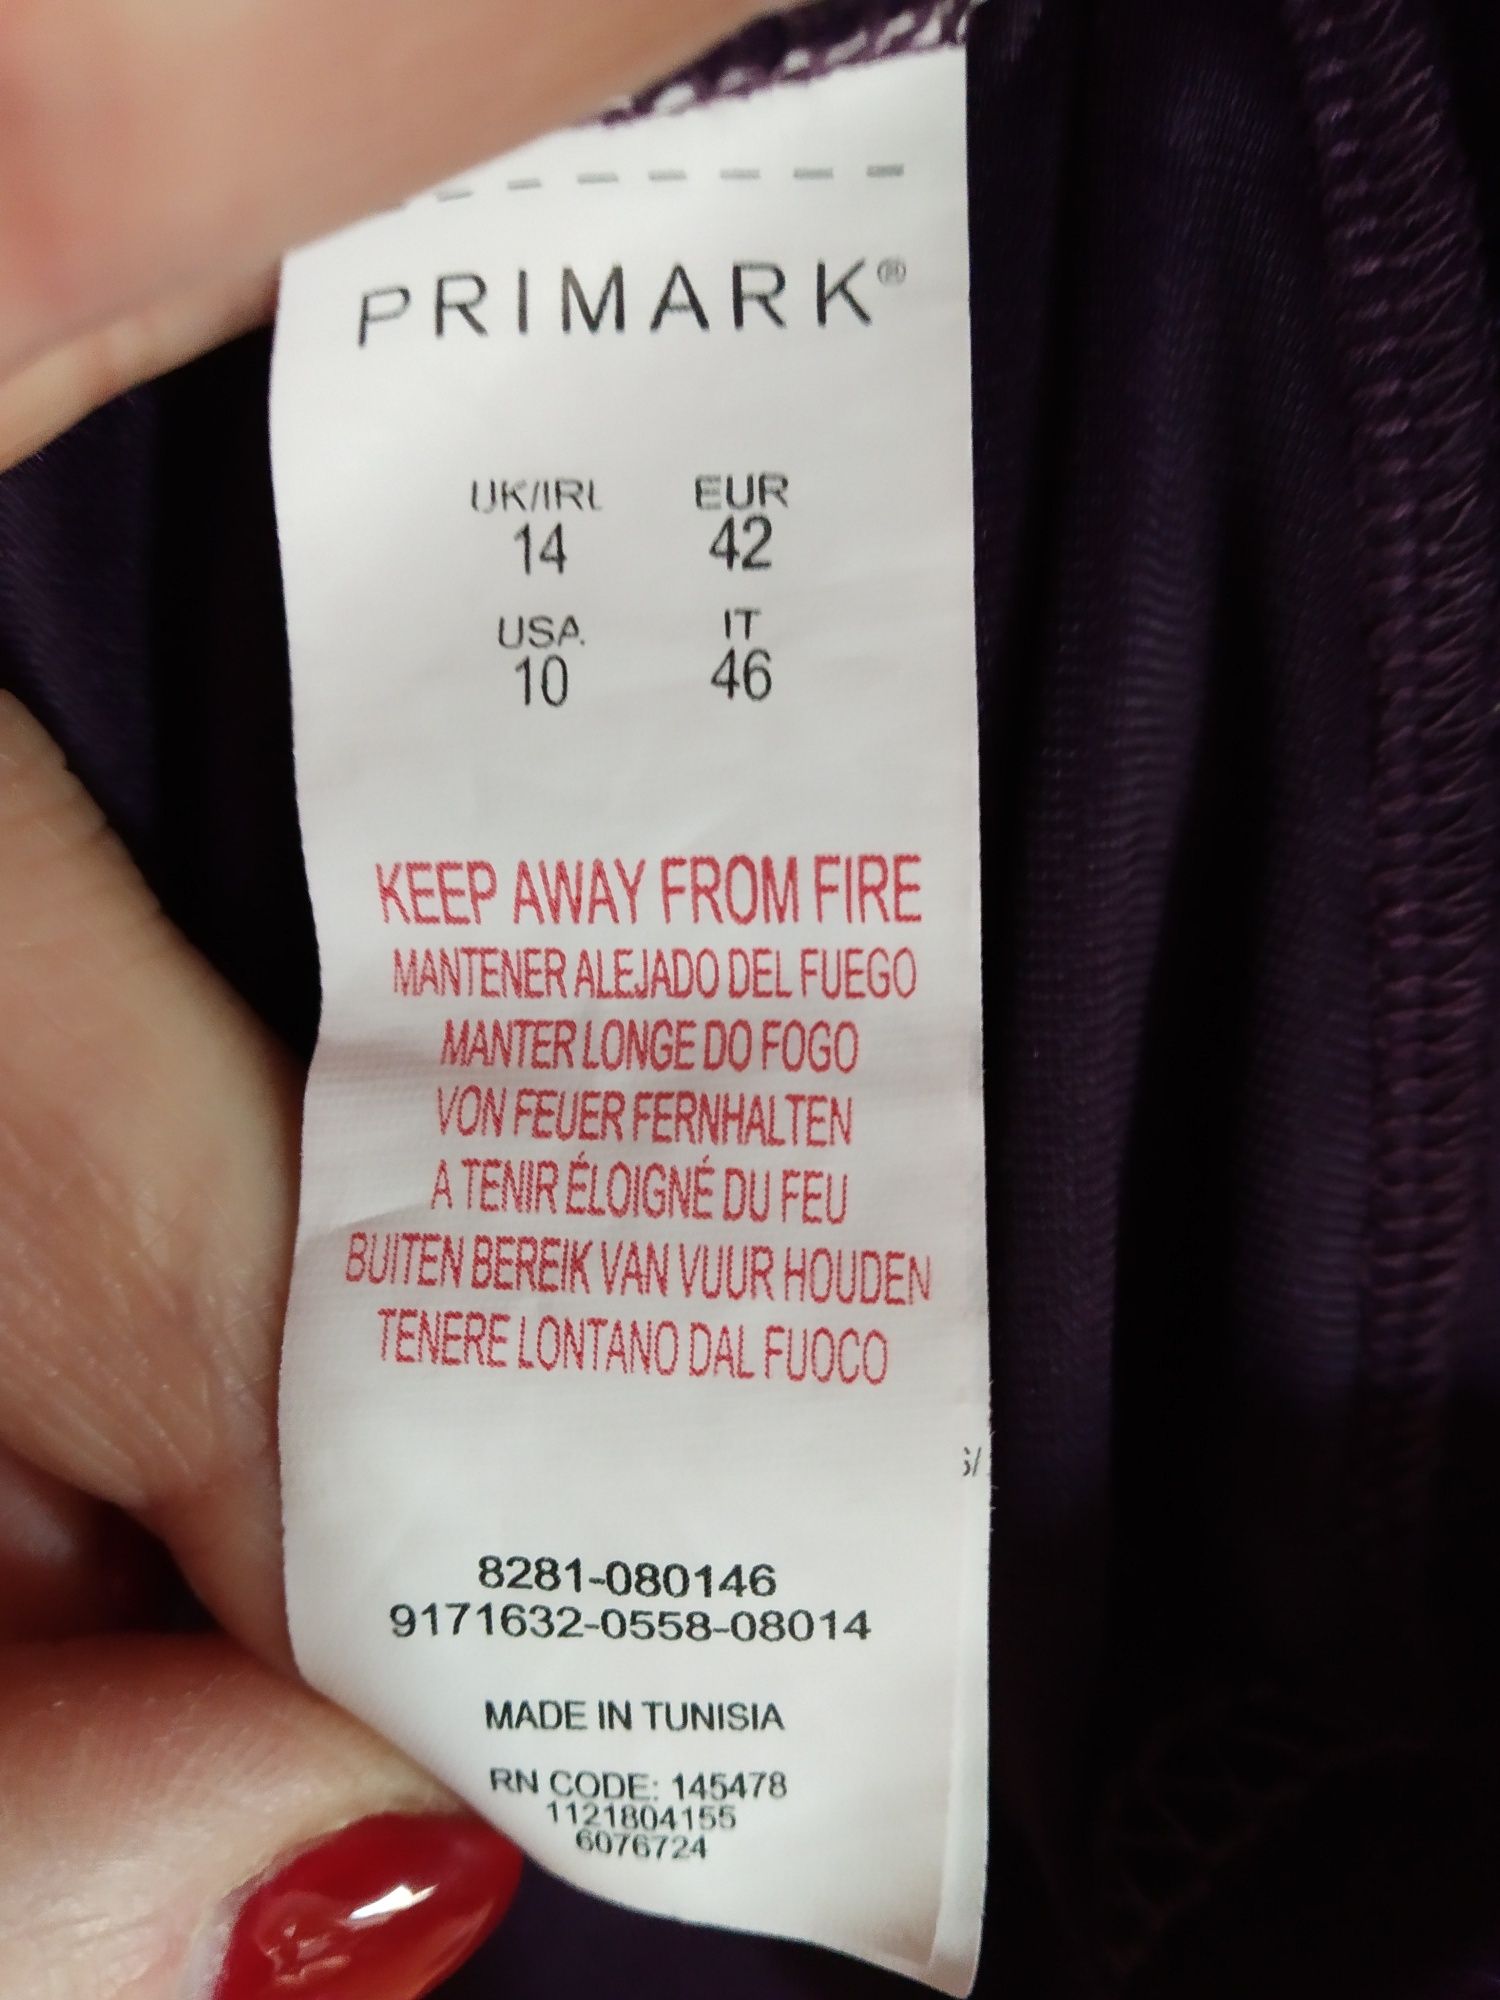 PRIMARK®
UK/IRL EUR
14 42
USA IT
10 46
KEEP AWAY FROM FIRE
MANTENER ALEJADO DEL FUEGO
MANTER LONGE DO FOGO
VON FEUER FERNHALTEN
A TENIR ÉLOIGNÉ DU FEU
BUITEN BEREIK VAN VUUR HOUDEN
TENERE LONTANO DAL FUOCO
8281-080146
9171632-0558-08014
MADE IN TUNISIA
RN CODE: 145478
1121804155
6076724